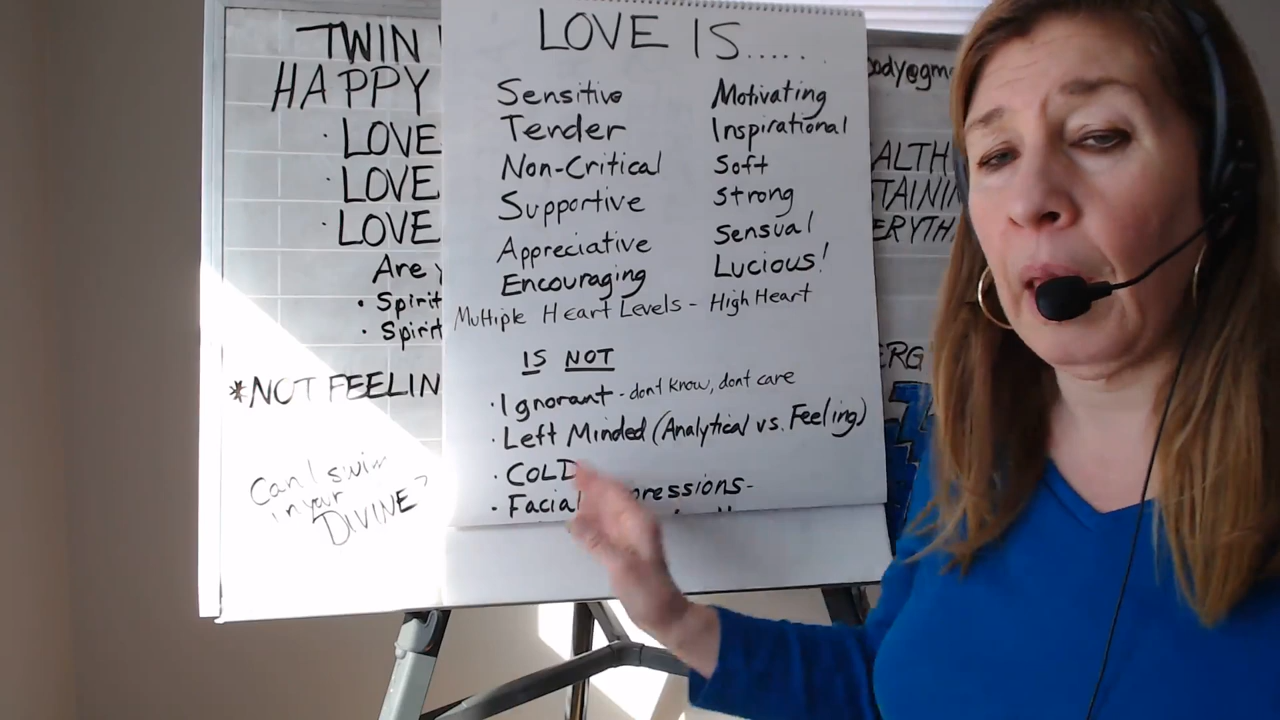 TWIN
HAPPY
· LOVE
· LOVE
· LOVE
Are
• Spirit
• Spirit
*NOT FEELIN
Can I swim
in your
DIVINE?
LOVE IS......
Sensitive
Tender
Non-Critical
Supportive
Appreciative
Encouraging
Motivating
Inspirational
Soft
Strong
Sensual
Lucious!
Multiple Heart Levels - High Heart
IS NOT
· Ignorant - dont know, dont care
· Left Minded (Analytical vs. Feeling)
· COLD
· Facial pressions-
body@gm
ALTH
TAININ
ERYTH
ERG